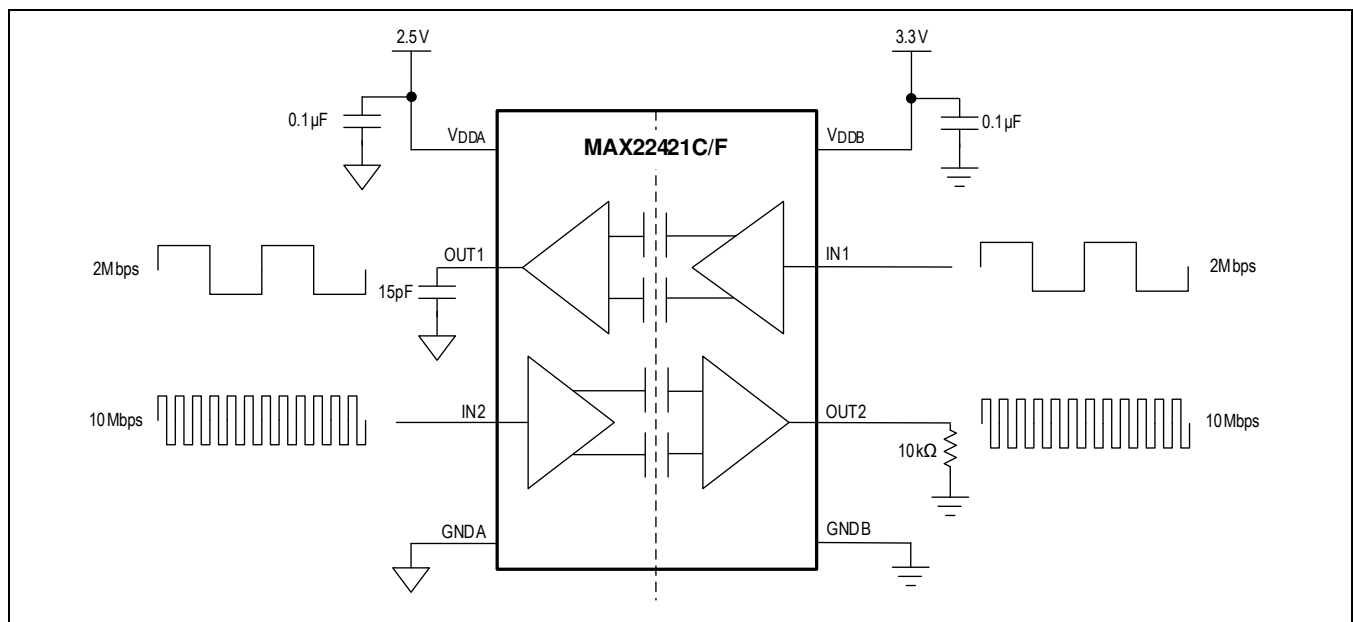 2.5V
3.3V
0.1µF
0.1µF
VDDA
VDDB
MAX22421C/F
OUT1
IN1
2Mbps
2Mbps
15pF
10Mbps
IN2
OUT2
10Mbps
10kΩ
GNDA
GNDB